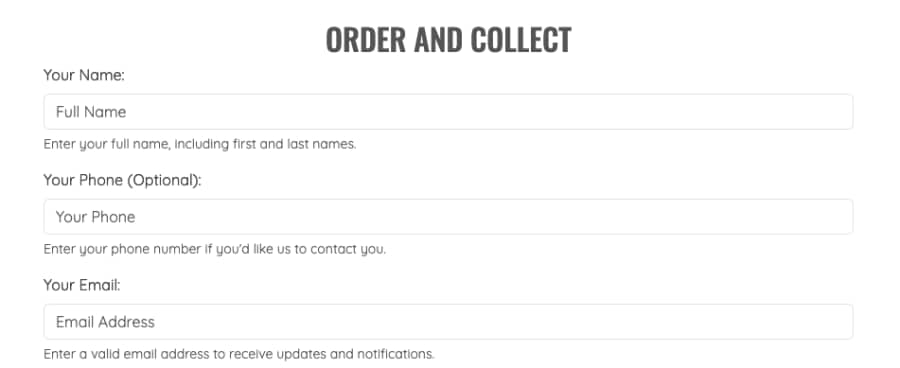 ORDER AND COLLECT
Your Name:
Full Name
Enter your full name, including first and last names.
Your Phone (Optional):
Your Phone
Enter your phone number if you'd like us to contact you.
Your Email:
Email Address
Enter a valid email address to receive updates and notifications.